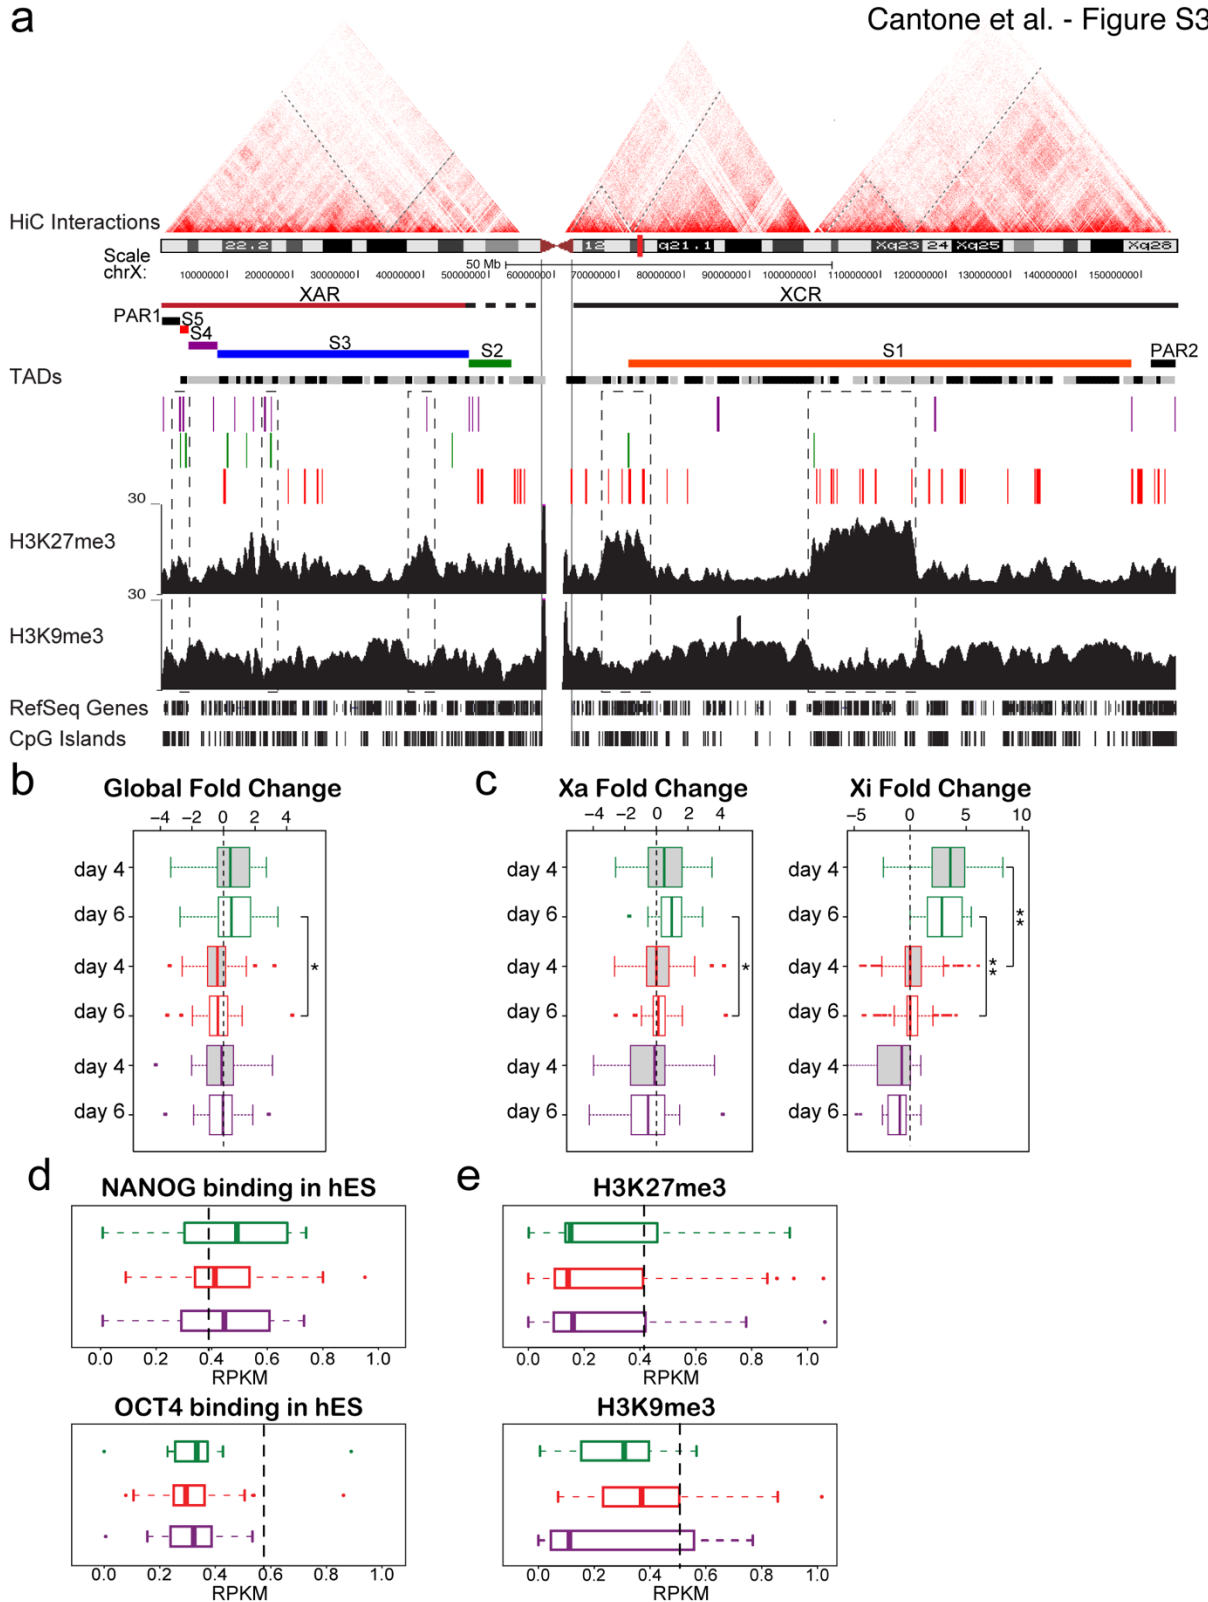 a
Cantone et al. - Figure S3
HiC Interactions
22.2 12 q21.1 Xq23 24 Xq25 Xq28
Scale
50 Mb
chrX:
10000000 20000000 30000000 40000000 50000000 60000000 70000000 80000000 90000000 100000000 110000000 120000000 130000000 140000000 150000000
XAR XCR
PAR1 S5
S4
S3 S2 S1 PAR2
TADs
30
H3K27me3
30
H3K9me3
RefSeq Genes
CpG Islands
b
Global Fold Change
−4 −2 0 2 4
day 4
day 6
day 4
day 6
day 4
day 6
*
c
Xa Fold Change
−4 −2 0 2 4
day 4
day 6
day 4
day 6
day 4
day 6
*
Xi Fold Change
−5 0 5 10
day 4
day 6
day 4
day 6
day 4
day 6
**
**
d
NANOG binding in hES
0.0 0.2 0.4 0.6 0.8 1.0
RPKM
OCT4 binding in hES
0.0 0.2 0.4 0.6 0.8 1.0
RPKM
e
H3K27me3
0.0 0.2 0.4 0.6 0.8 1.0
RPKM
H3K9me3
0.0 0.2 0.4 0.6 0.8 1.0
RPKM